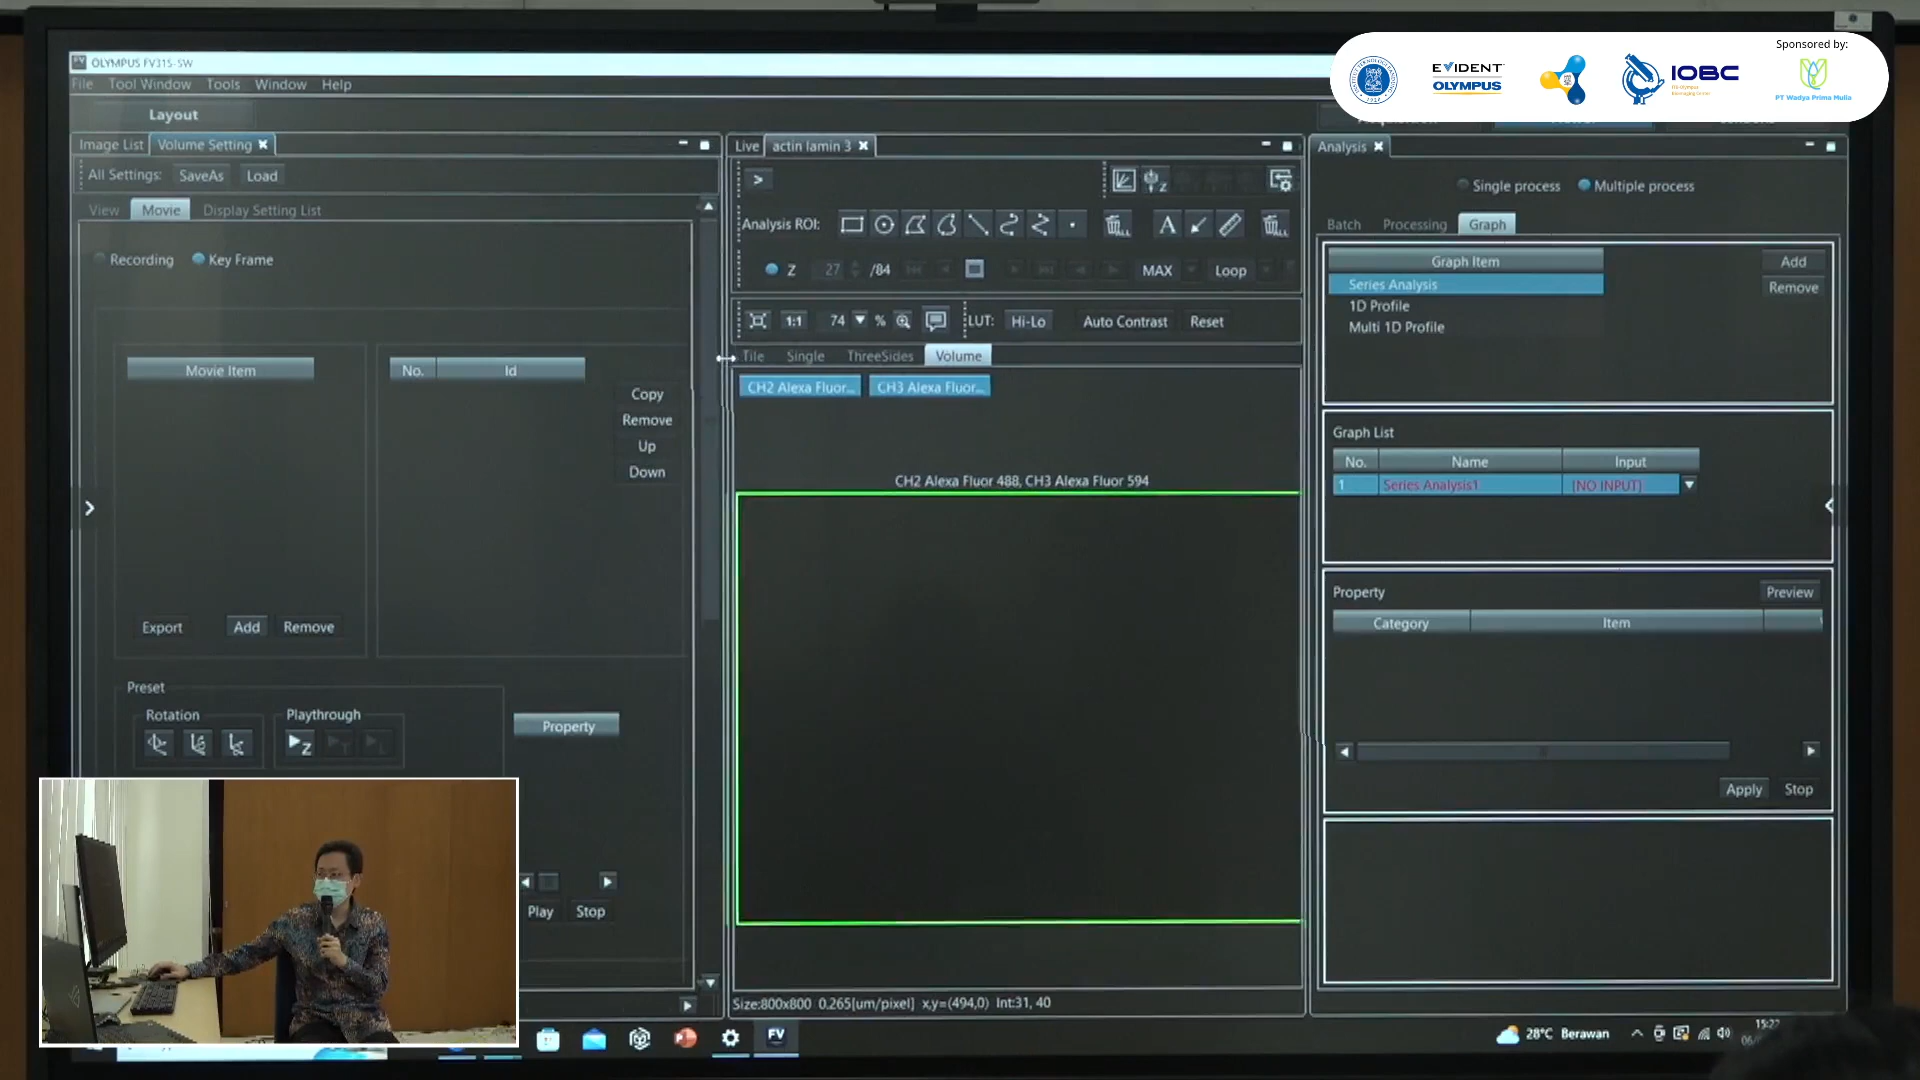 OLYMPUS FV31S-SW
File Tool Window Tools Window Help
Sponsored by:
EVIDENT
OLYMPUS
IOBC
PT Wadya Prima Mulia
Layout
Image List Volume Setting
All Settings: SaveAs Load
View Movie Display Setting List
Recording Key Frame
Movie Item
No. Id
Copy
Remove
Up
Down
Export Add Remove
Preset
Rotation Playthrough
Property
Play Stop
Live actin lamin 3
Analysis ROI:
Z 27 /84 MAX Loop
1:1 74 % LUT: Hi-Lo Auto Contrast Reset
Tile Single ThreeSides Volume
CH2 Alexa Fluor... CH3 Alexa Fluor...
CH2 Alexa Fluor 488, CH3 Alexa Fluor 594
Size:800x800 0.265[um/pixel] x,y=(494,0) Int:31, 40
Analysis
Single process Multiple process
Batch Processing Graph
Graph Item
Series Analysis
1D Profile
Multi 1D Profile
Add
Remove
Graph List
No. Name Input
1 Series Analysis1 [NO INPUT]
Property Preview
Category Item
Apply Stop
FV
28°C Berawan